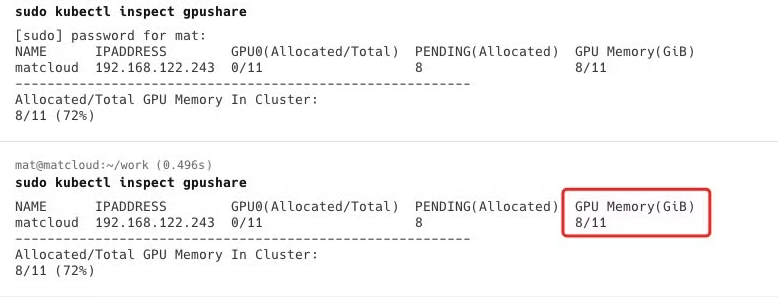 sudo kubectl inspect gpushare
[sudo] password for mat:
NAME IPADDRESS GPU0(Allocated/Total) PENDING(Allocated) GPU Memory(GiB)
matcloud 192.168.122.243 0/11 8 8/11
----------------------------------------------------------
Allocated/Total GPU Memory In Cluster:
8/11 (72%)
mat@matcloud:~/work (0.496s)
sudo kubectl inspect gpushare
NAME IPADDRESS GPU0(Allocated/Total) PENDING(Allocated) GPU Memory(GiB)
matcloud 192.168.122.243 0/11 8 8/11
----------------------------------------------------------
Allocated/Total GPU Memory In Cluster:
8/11 (72%)